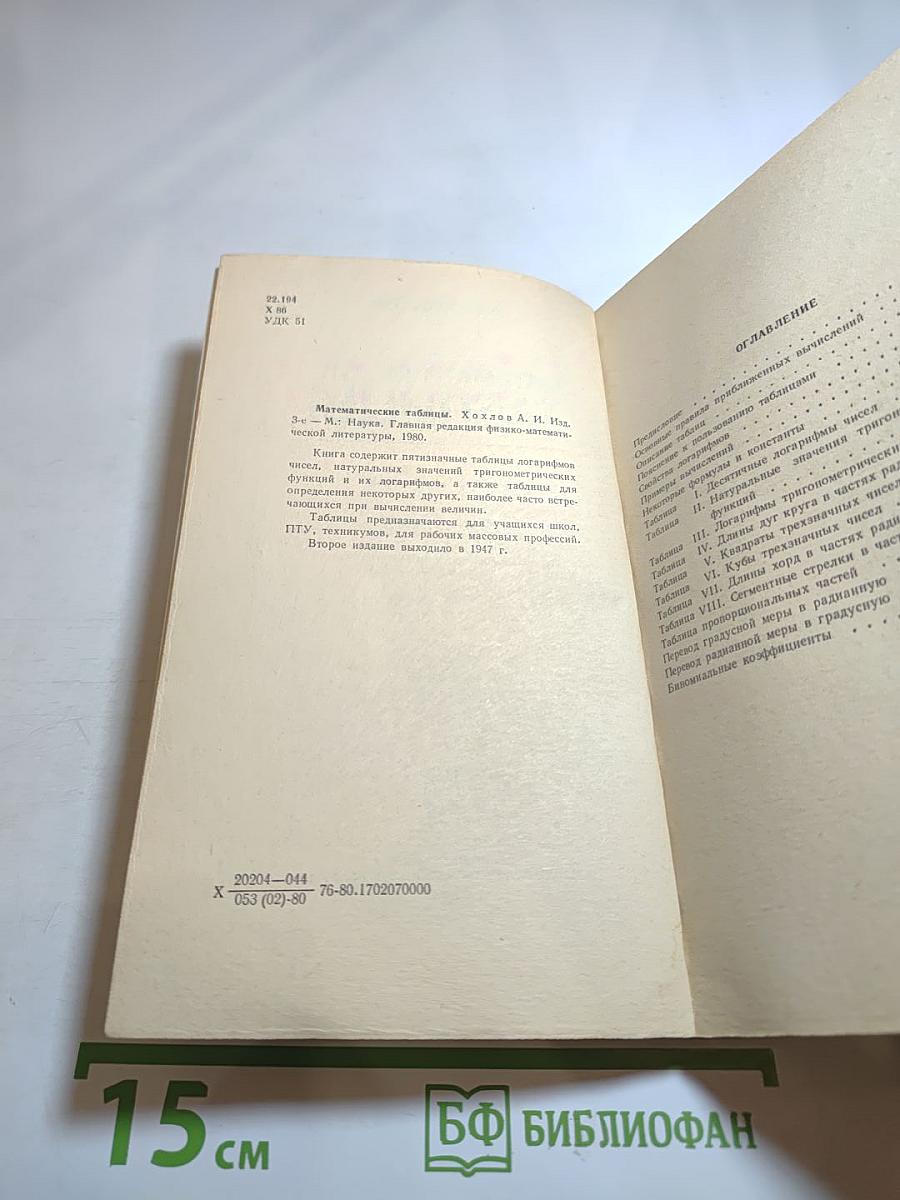 22.194
Х 86
УДК 51
Математические таблицы. Хохлов А. И. Изд.
3-е — М.: Наука. Главная редакция физико-математи-
ческой литературы, 1980.
Книга содержит пятизначные таблицы логарифмов
чисел, натуральных значений тригонометрических
функций и их логарифмов, а также таблицы для
определения некоторых других, наиболее часто встре-
чающихся при вычислении величин.
Таблицы предназначаются для учащихся школ,
ПТУ, техникумов, для рабочих массовых профессий.
Второе издание выходило в 1947 г.
Х 20204—044
053 (02)-80 76-80.1702070000
ОГЛАВЛЕНИЕ
Предисловие
Основные правила приближенных вычислений
Описание таблиц
Пояснение к пользованию таблицами
Свойства логарифмов
Примеры вычислений
Некоторые формулы и константы
Таблица I. Десятичные логарифмы чисел
Таблица II. Натуральные значения тригоно
функций
Таблица III. Логарифмы тригонометрически
Таблица IV. Длины дуг круга в частях рад
Таблица V. Квадраты трехзначных чисел
Таблица VI. Кубы трехзначных чисел
Таблица VII. Длины хорд в частях ради
Таблица VIII. Сегментные стрелки в част
Таблица пропорциональных частей
Перевод градусной меры в радианную
Перевод радианной меры в градусную
Биномиальные коэффициенты
15 см
БФ БИБЛИОФАН